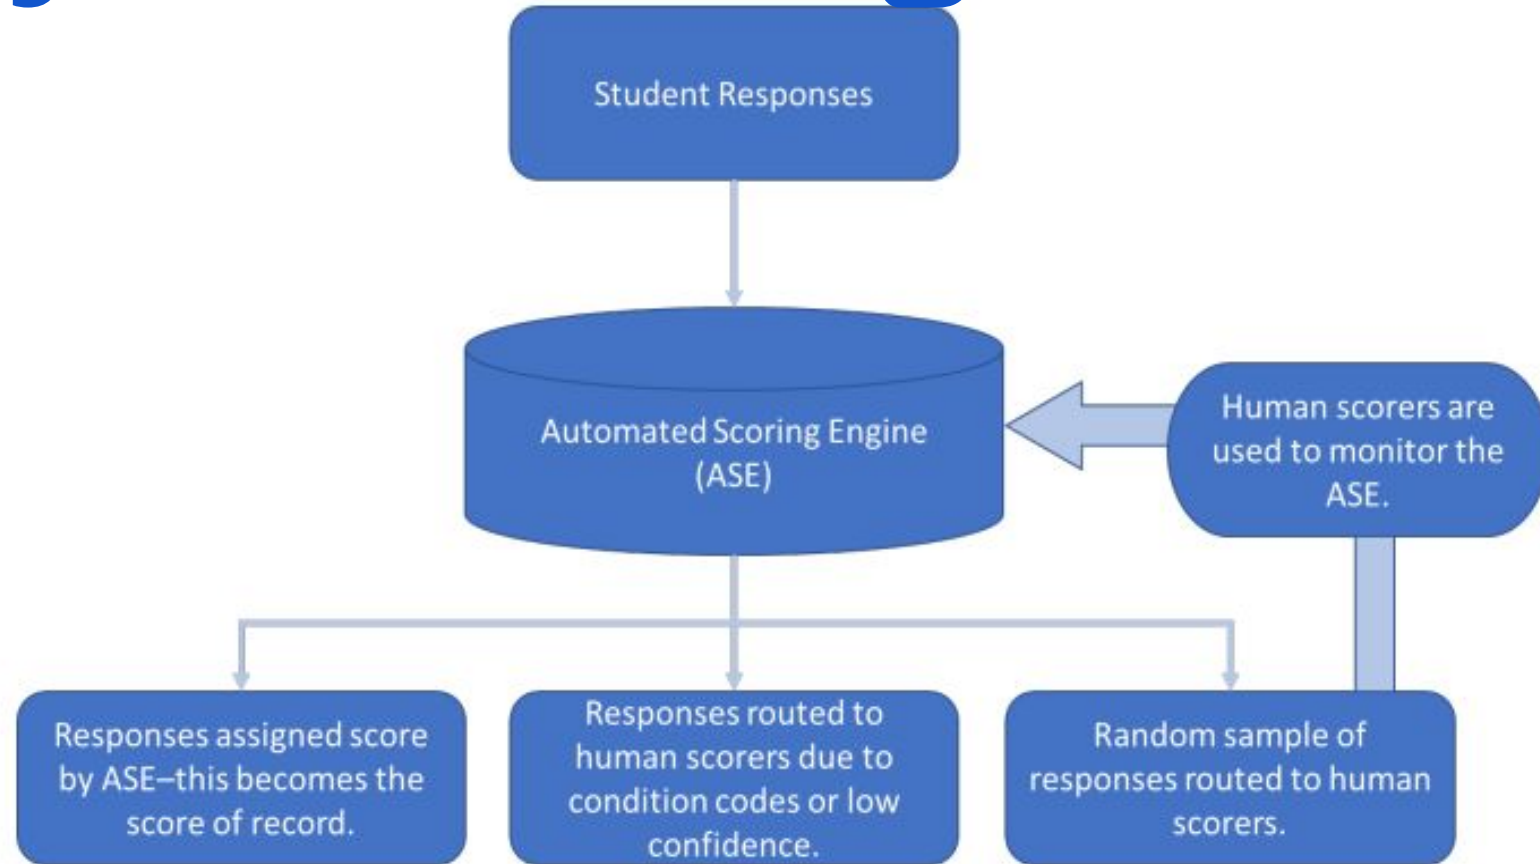 Student Responses
Automated Scoring Engine
(ASE)
Human scorers are
used to monitor the
ASE.
Responses assigned score
by ASE–this becomes the
score of record.
Responses routed to
human scorers due to
condition codes or low
confidence.
Random sample of
responses routed to human
scorers.